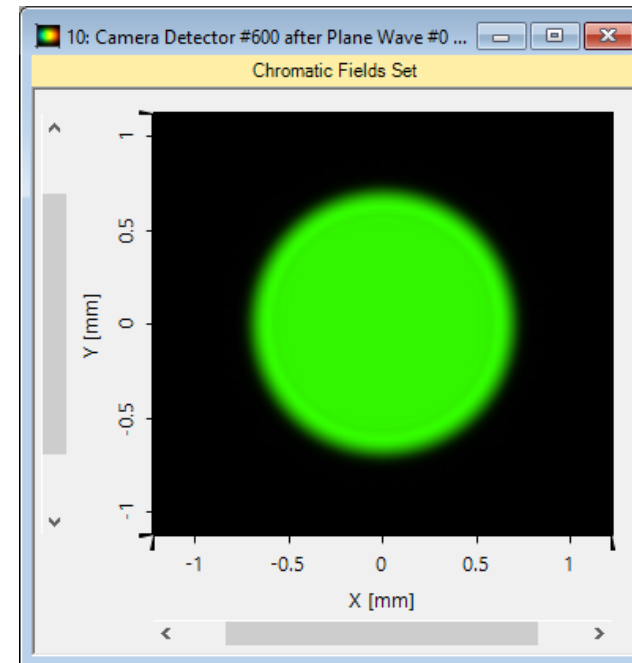 10: Camera Detector #600 after Plane Wave #0 ...
Chromatic Fields Set
1
0.5
0
-0.5
-1
Y [mm]
-1 -0.5 0 0.5 1
X [mm]